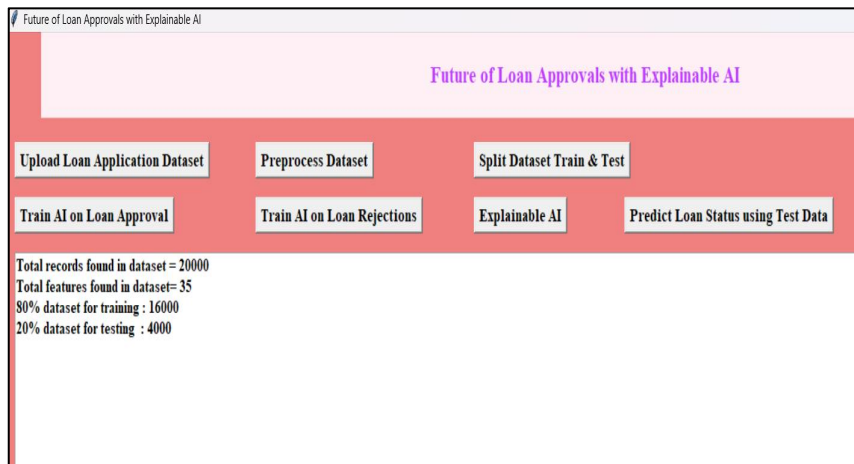 Future of Loan Approvals with Explainable AI
Future of Loan Approvals with Explainable AI
Upload Loan Application Dataset
Preprocess Dataset
Split Dataset Train & Test
Train AI on Loan Approval
Train AI on Loan Rejections
Explainable AI
Predict Loan Status using Test Data
Total records found in dataset = 20000
Total features found in dataset= 35
80% dataset for training : 16000
20% dataset for testing : 4000